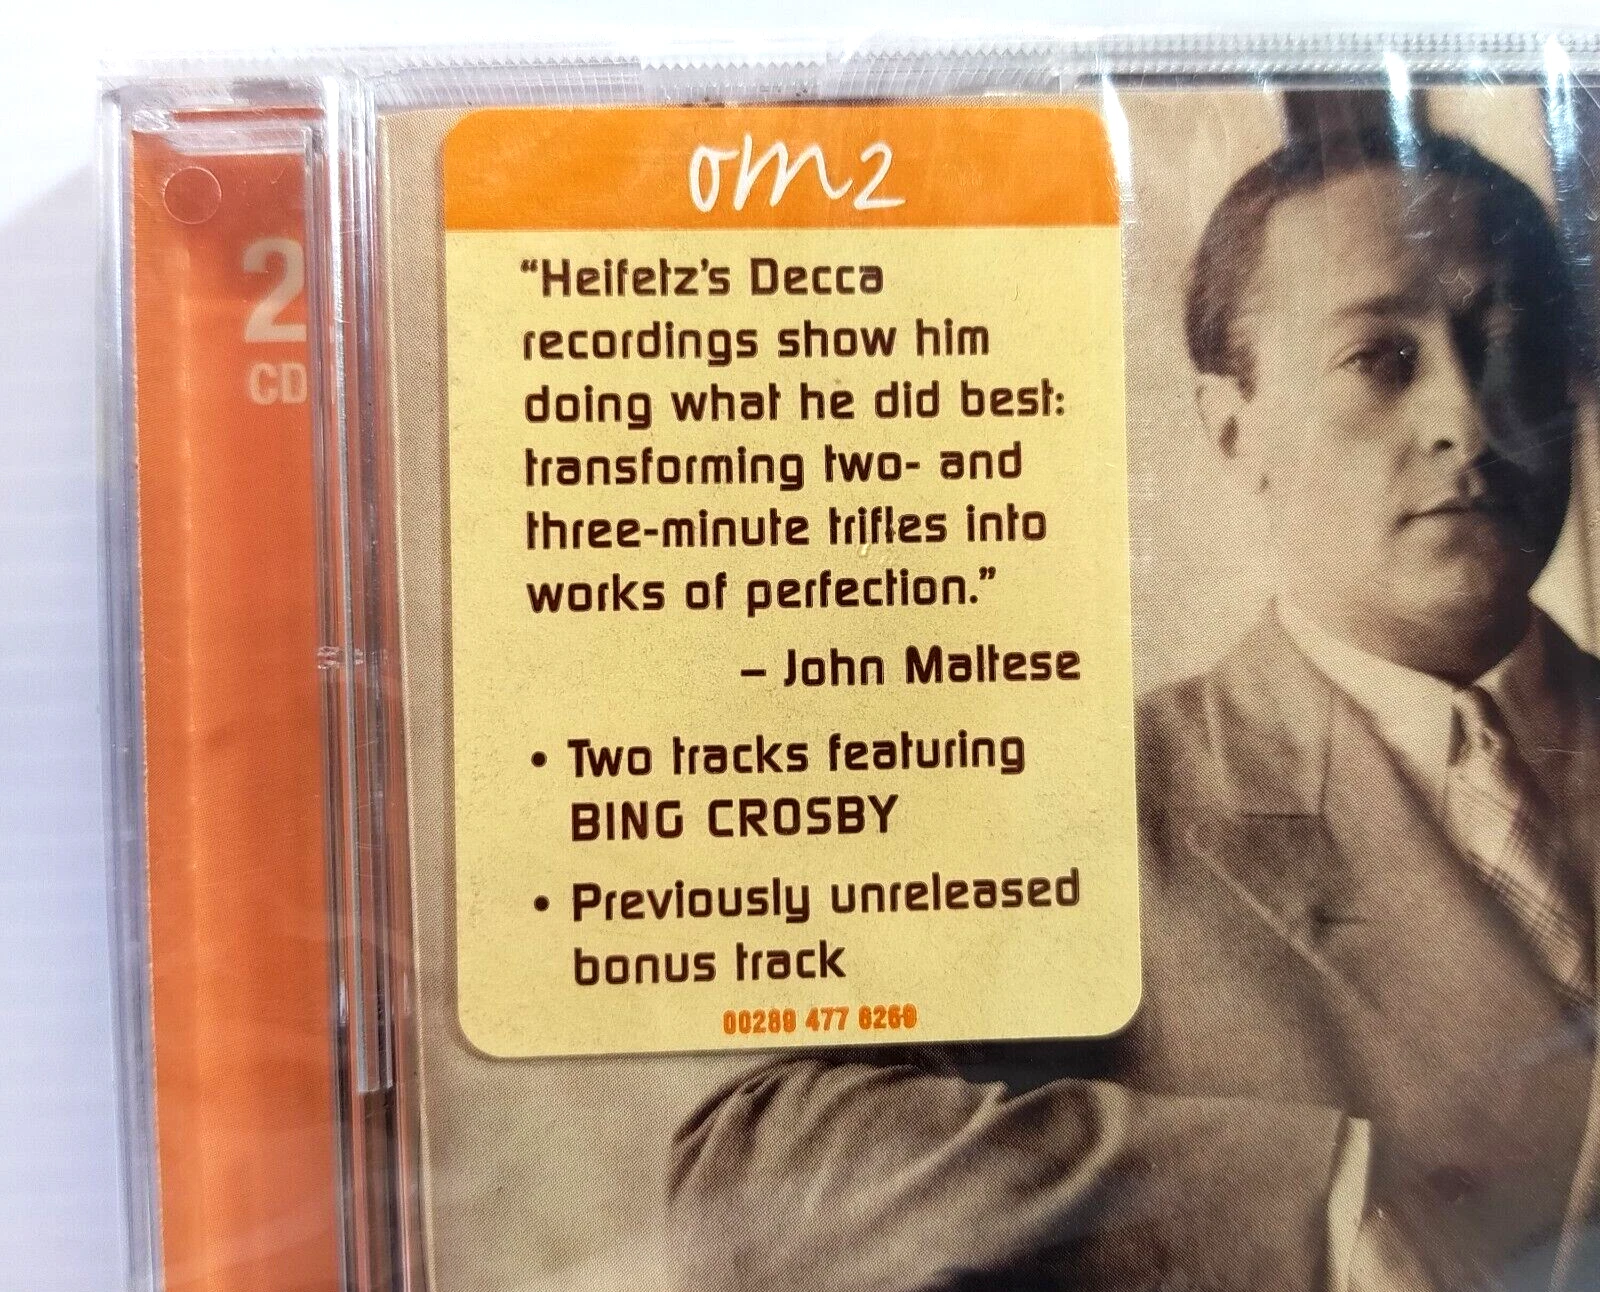 om2
2
CD
"Heifetz's Decca
recordings show him
doing what he did best:
transforming two- and
three-minute trifles into
works of perfection."
– John Maltese
• Two tracks featuring
BING CROSBY
• Previously unreleased
bonus track
00289 477 6269